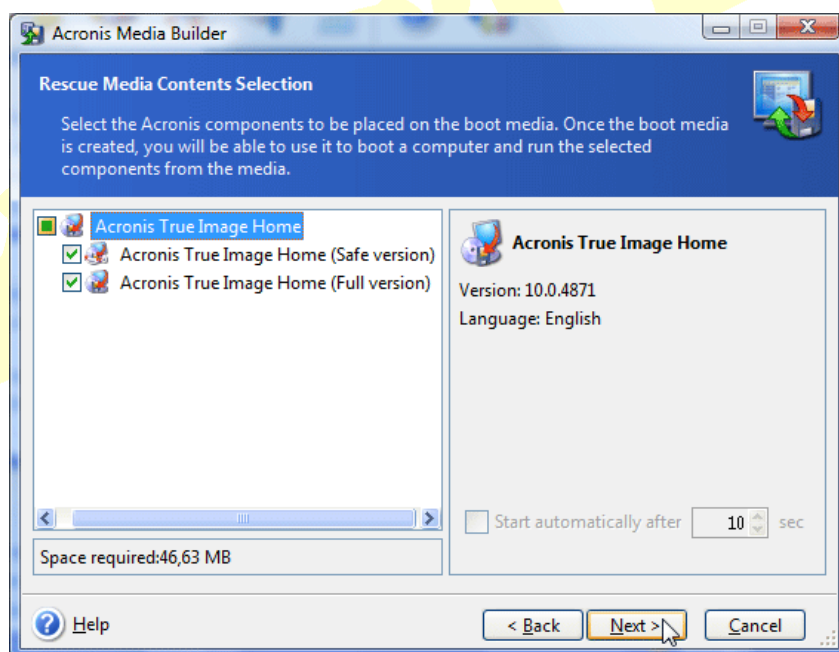 Acronis Media Builder
Rescue Media Contents Selection
Select the Acronis components to be placed on the boot media. Once the boot media
is created, you will be able to use it to boot a computer and run the selected
components from the media.
Acronis True Image Home
Acronis True Image Home (Safe version)
Acronis True Image Home (Full version)
Space required:46,63 MB
Acronis True Image Home
Version: 10.0.4871
Language: English
Start automatically after 10 sec
Help
< Back
Next >
Cancel